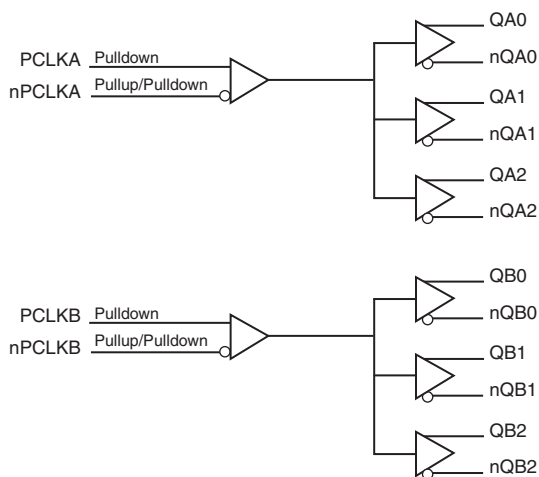 QA0
PCLKA Pulldown
nPCLKA Pullup/Pulldown
nQA0
QA1
nQA1
QA2
nQA2
QB0
PCLKB Pulldown
nPCLKB Pullup/Pulldown
nQB0
QB1
nQB1
QB2
nQB2